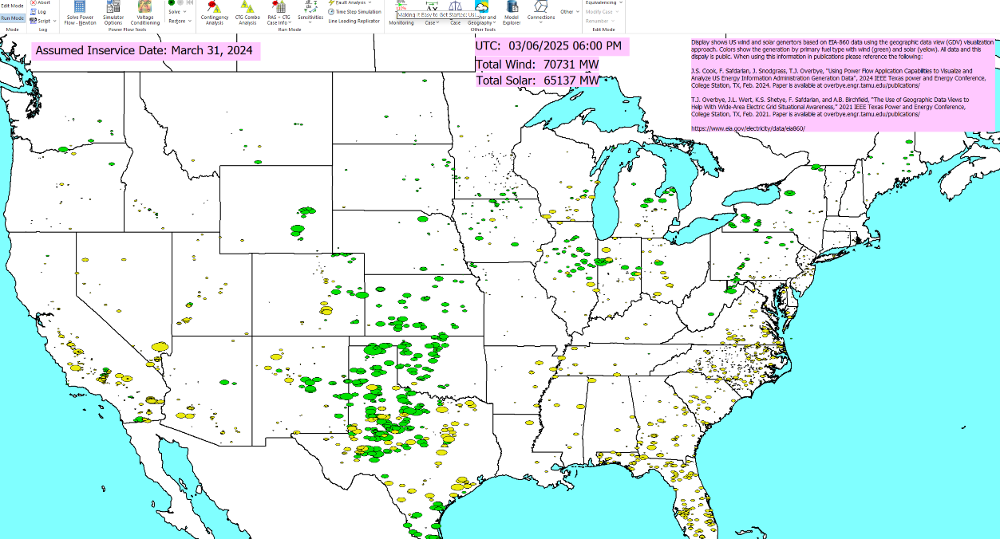 Edit Mode
Run Mode
Mode
Abort
Log
Script
Log
Solve Power
Flow - Newton
Simulator
Options
Voltage
Conditioning
Power Flow Tools
Solve
Restore
Contingency
Analysis
RAS + CTG
Case Info
CTG Combo
Analysis
Sensitivities
Fault Analysis
Time Step Simulation
Line Loading Replicator
Run Mode
Making It Easy to Get Started: Usi...
Monitoring
Case
Case
Geography
Model
Explorer
Connections
Other
Other Tools
Equivalencing
Modify Case
Renumber
Edit Mode
Assumed Inservice Date: March 31, 2024
UTC: 03/06/2025 06:00 PM
Total Wind: 70731 MW
Total Solar: 65137 MW
Display shows US wind and solar genertors based on EIA-860 data using the geographic data view (GDV) visualization
approach. Colors show the generation by primary fuel type with wind (green) and solar (yelow). All data and this
dispaly is public. When using this information in publications please reference the following:
J.S. Cook, F. Safdarian, J. Snodgrass, T.J. Overbye, "Using Power Flow Application Capabilities to Visualize and
Analyze US Energy Information Administration Generation Data", 2024 IEEE Texas power and Energy Conference,
College Station, TX, Feb. 2024. Paper is available at overbye.engr.tamu.edu/publications/
T.J. Overbye, J.L. Wert, K.S. Shetye, F. Safdarian, and A.B. Birchfield, "The Use of Geographic Data Views to
Help With Wide-Area Electric Grid Situational Awareness," 2021 IEEE Texas Power and Energy Conference,
College Station, TX, Feb. 2021. Paper is available at overbye.engr.tamu.edu/publications/
https://www.eia.gov/electricity/data/eia860/